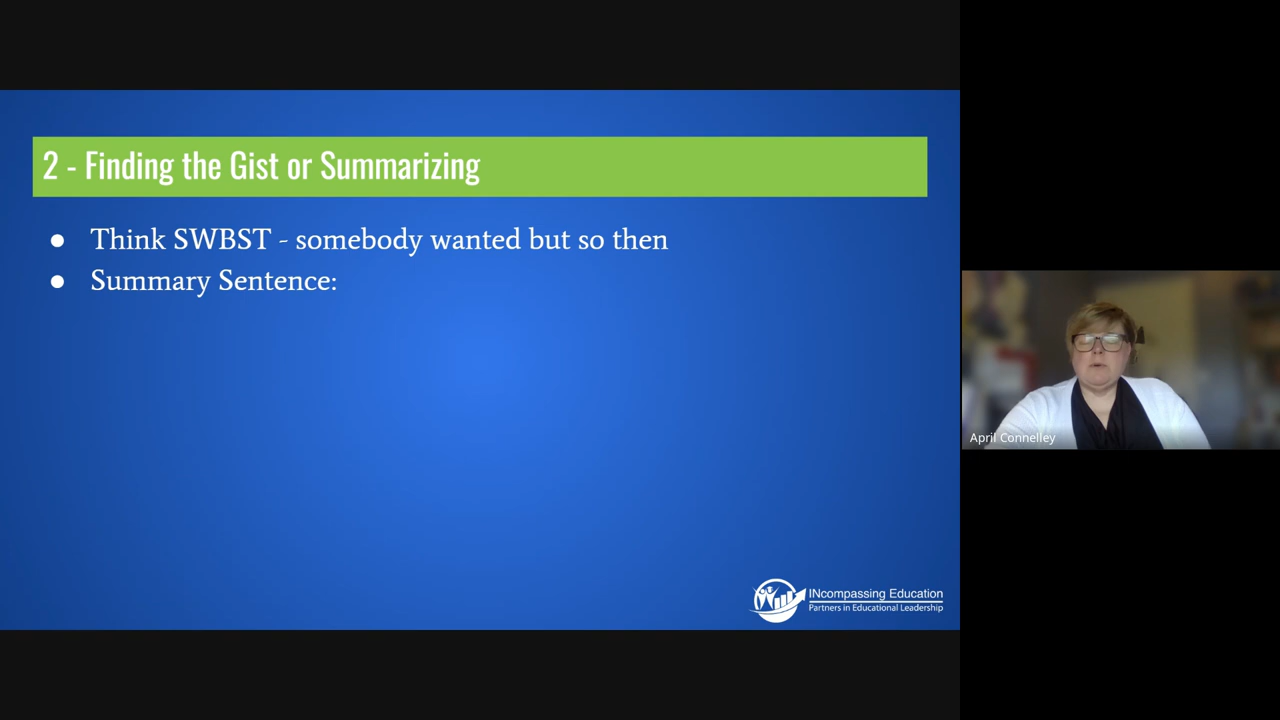 2 - Finding the Gist or Summarizing
● Think SWBST - somebody wanted but so then
● Summary Sentence:
April Connelley
INcompassing Education
Partners in Educational Leadership